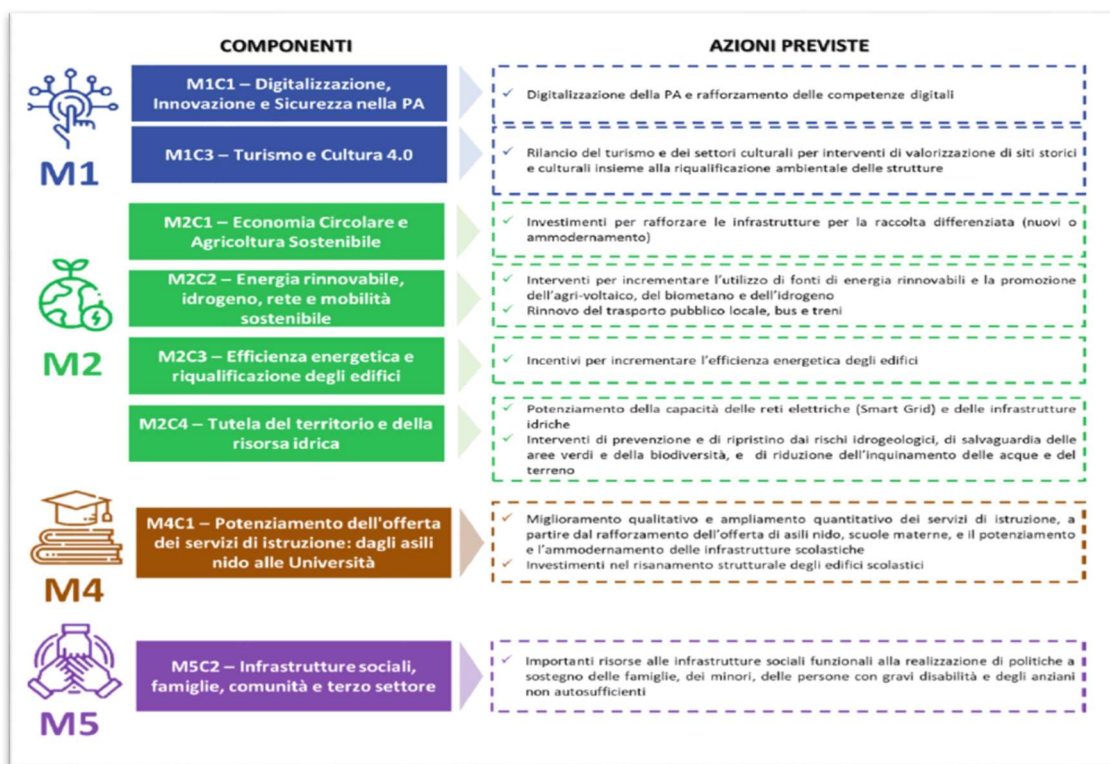 COMPONENTI
AZIONI PREVISTE
M1
M1C1 – Digitalizzazione,
Innovazione e Sicurezza nella PA
✓ Digitalizzazione della PA e rafforzamento delle competenze digitali
M1C3 – Turismo e Cultura 4.0
✓ Rilancio del turismo e dei settori culturali per interventi di valorizzazione di siti storici
e culturali insieme alla riqualificazione ambientale delle strutture
M2
M2C1 – Economia Circolare e
Agricoltura Sostenibile
✓ Investimenti per rafforzare le infrastrutture per la raccolta differenziata (nuovi o
ammodernamento)
M2C2 – Energia rinnovabile,
idrogeno, rete e mobilità
sostenibile
✓ Interventi per incrementare l’utilizzo di fonti di energia rinnovabili e la promozione
dell’agri-voltaico, del biometano e dell’idrogeno
✓ Rinnovo del trasporto pubblico locale, bus e treni
M2C3 – Efficienza energetica e
riqualificazione degli edifici
✓ Incentivi per incrementare l’efficienza energetica degli edifici
M2C4 – Tutela del territorio e della
risorsa idrica
✓ Potenziamento della capacità delle reti elettriche (Smart Grid) e delle infrastrutture
idriche
✓ Interventi di prevenzione e di ripristino dai rischi idrogeologici, di salvaguardia delle
aree verdi e della biodiversità, e di riduzione dell’inquinamento delle acque e del
terreno
M4
M4C1 – Potenziamento dell'offerta
dei servizi di istruzione: dagli asili
nido alle Università
✓ Miglioramento qualitativo e ampliamento quantitativo dei servizi di istruzione, a
partire dal rafforzamento dell’offerta di asili nido, scuole materne, e il potenziamento
e l’ammodernamento delle infrastrutture scolastiche
✓ Investimenti nel risanamento strutturale degli edifici scolastici
M5
M5C2 – Infrastrutture sociali,
famiglie, comunità e terzo settore
✓ Importanti risorse alle infrastrutture sociali funzionali alla realizzazione di politiche a
sostegno delle famiglie, dei minori, delle persone con gravi disabilità e degli anziani
non autosufficienti